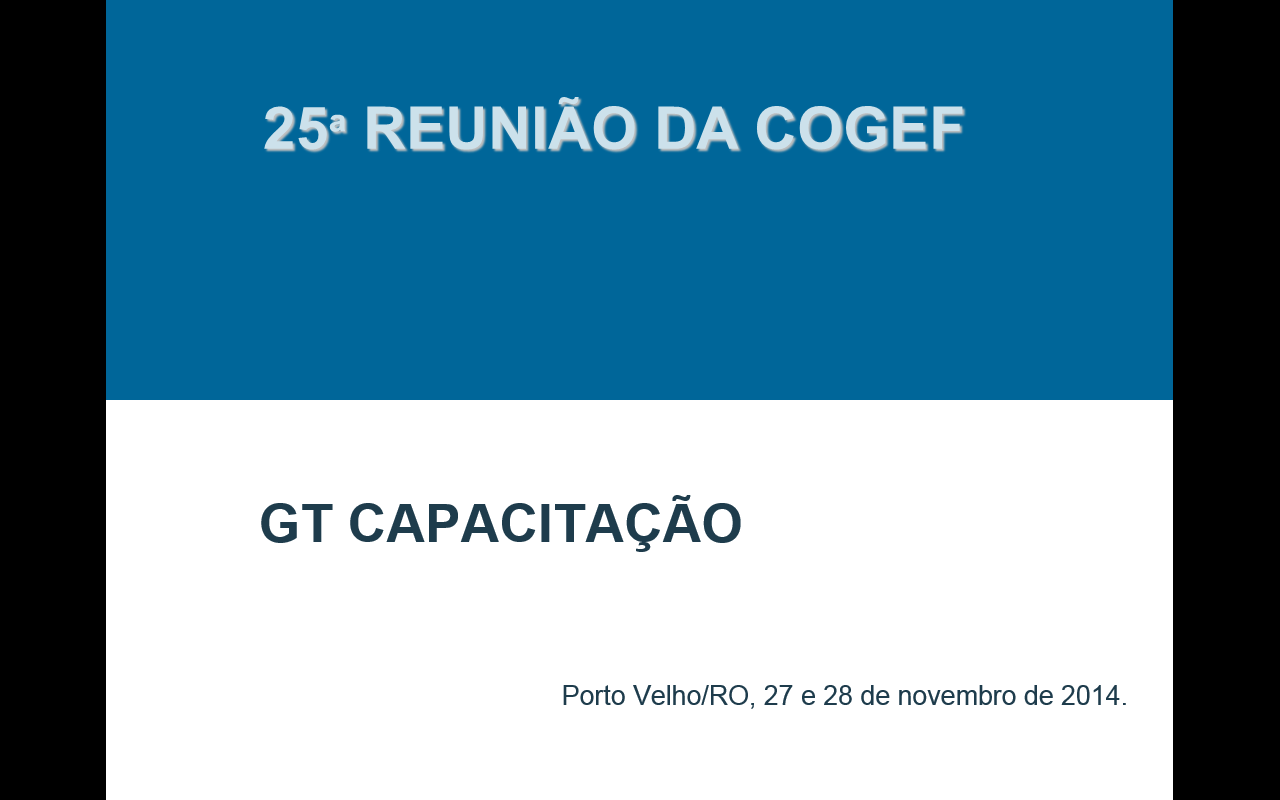 25ª REUNIÃO DA COGEF
GT CAPACITAÇÃO
Porto Velho/RO, 27 e 28 de novembro de 2014.